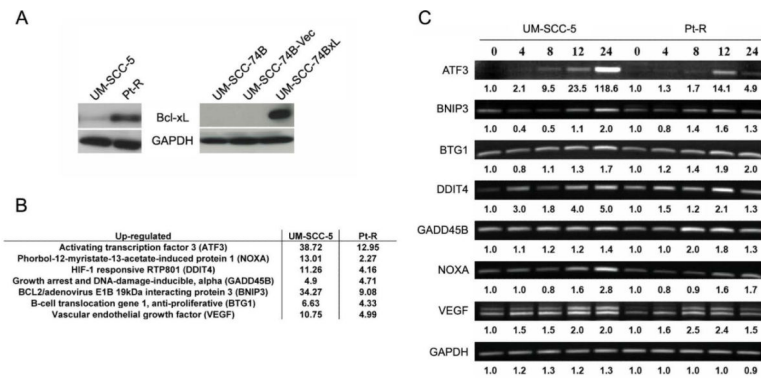 A
UM-SCC-5
Pt-R
UM-SCC-74B
UM-SCC-74B-Vec
UM-SCC-74BxL
Bcl-xL
GAPDH
B
Up-regulated UM-SCC-5 Pt-R
Activating transcription factor 3 (ATF3) 38.72 12.95
Phorbol-12-myristate-13-acetate-induced protein 1 (NOXA) 13.01 2.27
HIF-1 responsive RTP801 (DDIT4) 11.26 4.16
Growth arrest and DNA-damage-inducible, alpha (GADD45B) 4.9 4.71
BCL2/adenovirus E1B 19kDa interacting protein 3 (BNIP3) 34.27 9.08
B-cell translocation gene 1, anti-proliferative (BTG1) 6.63 4.33
Vascular endothelial growth factor (VEGF) 10.75 4.99
C
UM-SCC-5 Pt-R
0 4 8 12 24 0 4 8 12 24
ATF3
1.0 2.1 9.5 23.5 118.6 1.0 1.3 1.7 14.1 4.9
BNIP3
1.0 0.4 0.5 1.1 2.0 1.0 0.8 1.4 1.6 1.3
BTG1
1.0 0.8 1.1 1.3 1.7 1.0 1.2 1.4 1.9 2.0
DDIT4
1.0 3.0 1.8 4.0 5.0 1.0 1.5 1.2 2.1 1.3
GADD45B
1.0 1.1 1.2 1.2 1.4 1.0 1.0 2.0 1.8 1.3
NOXA
1.0 1.0 0.8 1.6 2.8 1.0 0.8 0.9 1.6 1.7
VEGF
1.0 1.5 1.5 2.0 2.0 1.0 1.6 2.5 2.4 1.5
GAPDH
1.0 1.2 1.3 1.2 1.3 1.0 1.0 1.0 1.0 0.9